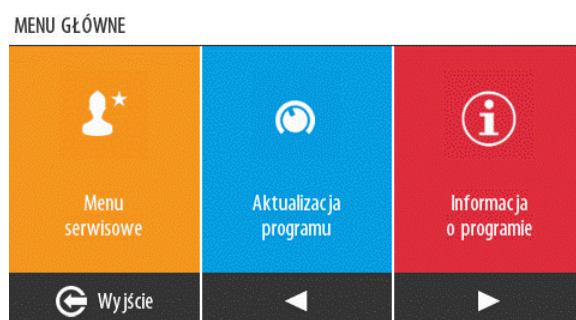 MENU GŁÓWNE
Menu
serwisowe
Aktualizacja
programu
Informacja
o programie
Wyjście